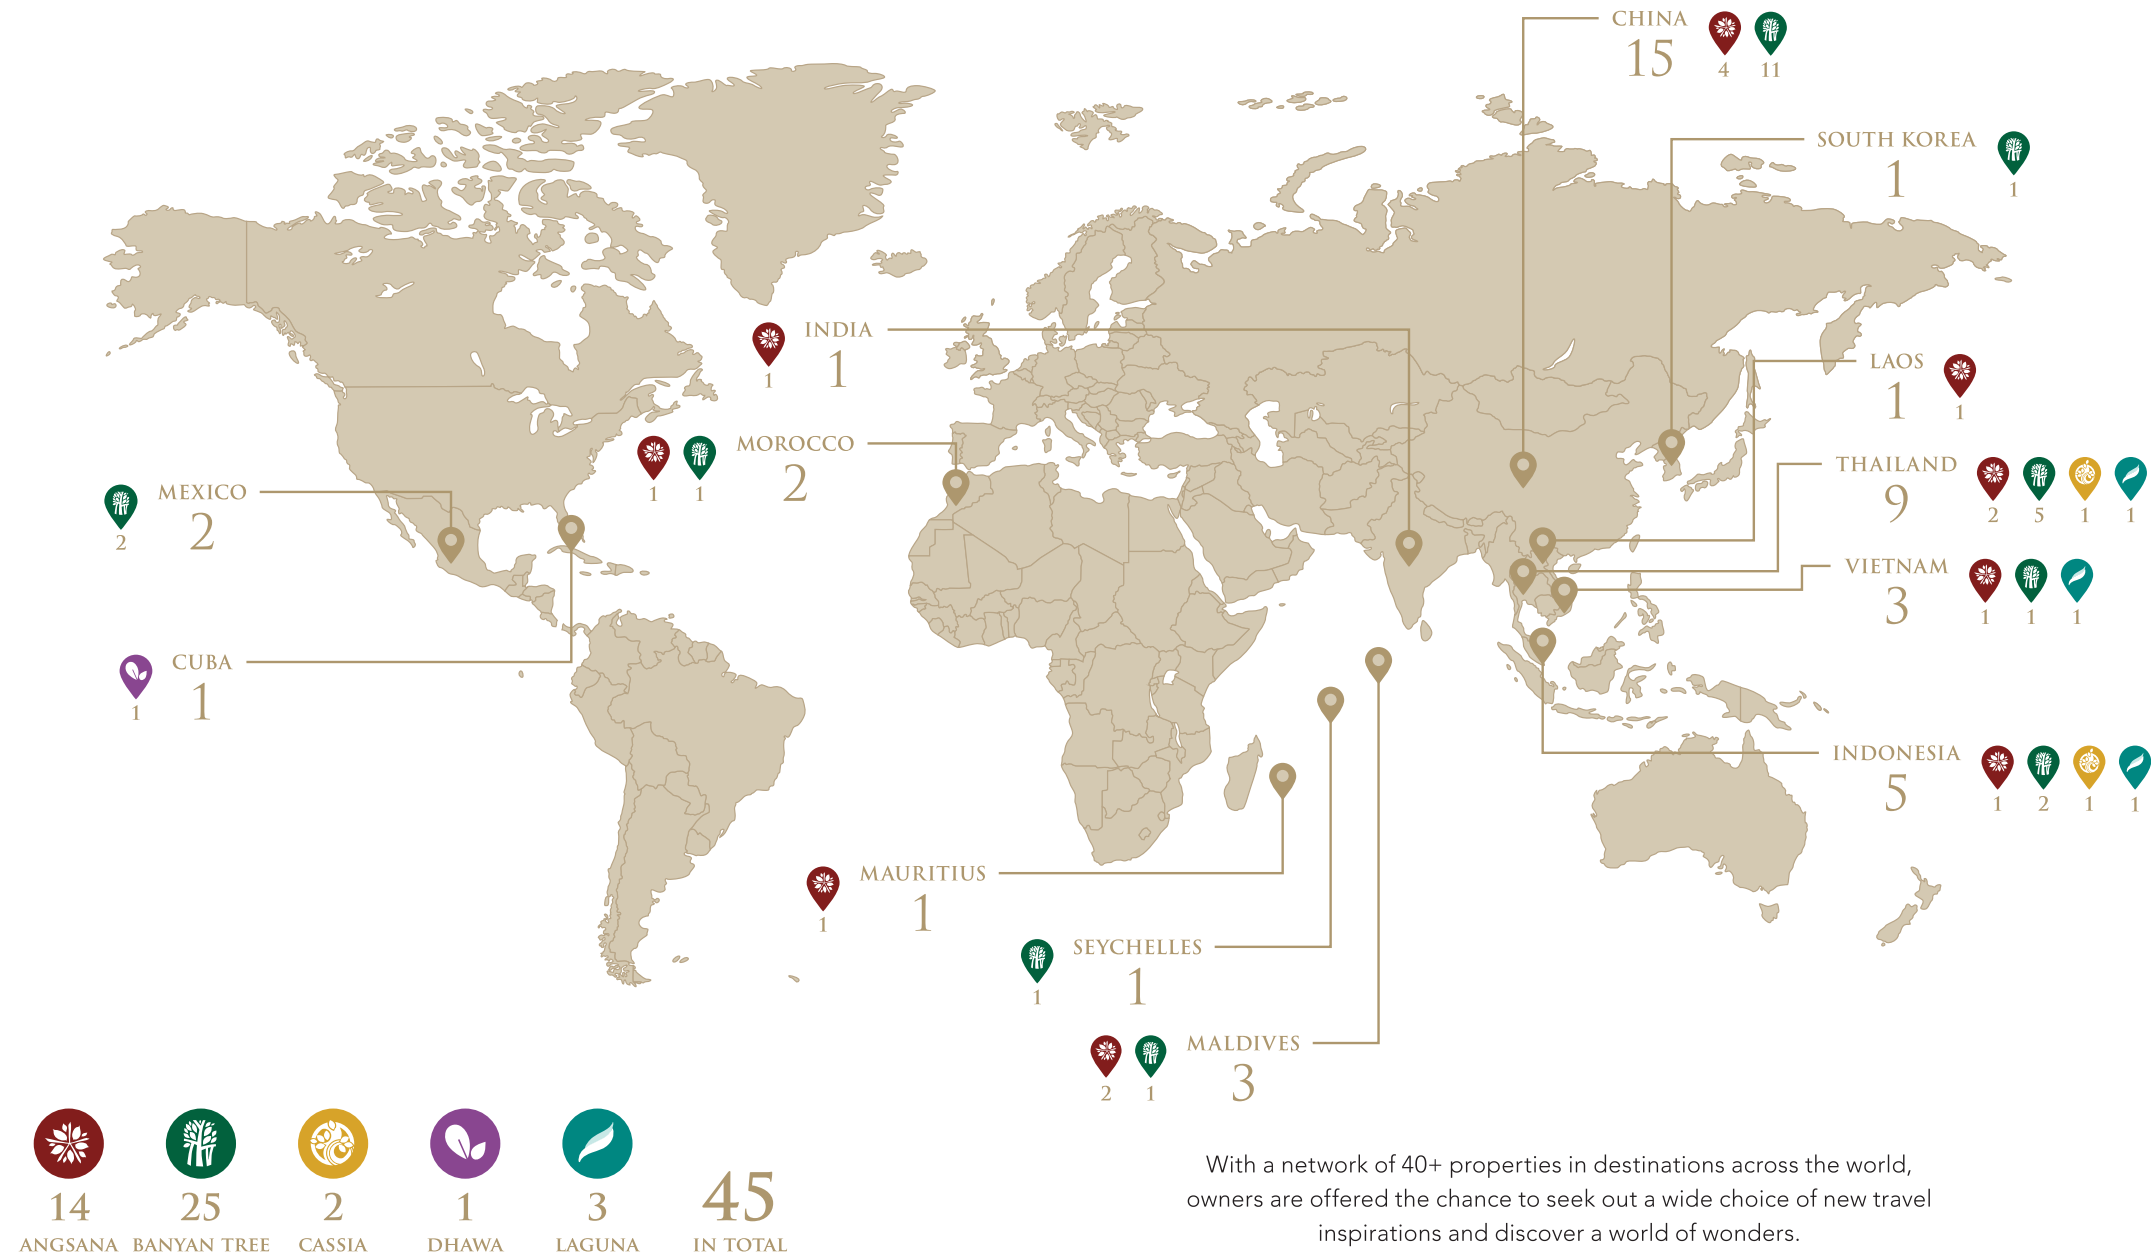 CHINA
15
4 11
SOUTH KOREA
1
1
INDIA
1
1
LAOS
1
1
MOROCCO
2
1 1
THAILAND
9
2 5 1 1
MEXICO
2
2
VIETNAM
3
1 1 1
CUBA
1
1
INDONESIA
5
1 2 1 1
MAURITIUS
1
1
SEYCHELLES
1
1
MALDIVES
3
2 1
14 25 2 1 3 45
ANGSANA BANYAN TREE CASSIA DHAWA LAGUNA IN TOTAL
With a network of 40+ properties in destinations across the world,
owners are offered the chance to seek out a wide choice of new travel
inspirations and discover a world of wonders.